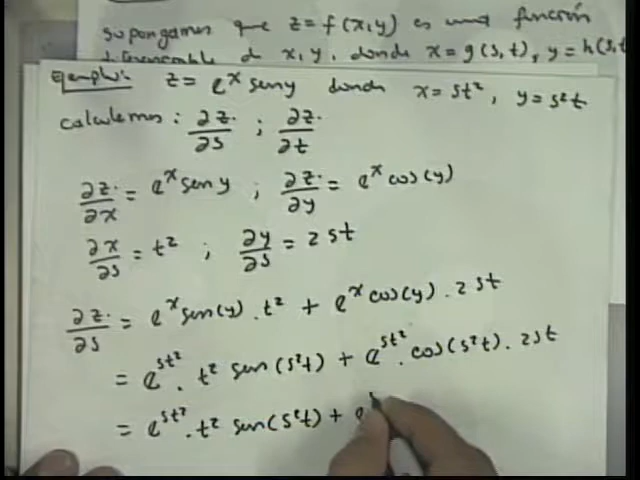 supongamos que z=f(x,y) es una función
de x,y, donde x=g(s,t), y=h(s,t
Ejemplo: z= e^x sen y donde x=st², y=s²t
calculemos: ∂z/∂s ; ∂z/∂t
∂z/∂x = e^x sen y ; ∂z/∂y = e^x cos(y)
∂x/∂s = t² ; ∂y/∂s = 2st
∂z/∂s = e^x sen(y) . t² + e^x cos(y) . 2st
= e^{st²} . t² sen(s²t) + e^{st²} . cos(s²t) . 2st
= e^{st²} . t² sen(s²t) + e